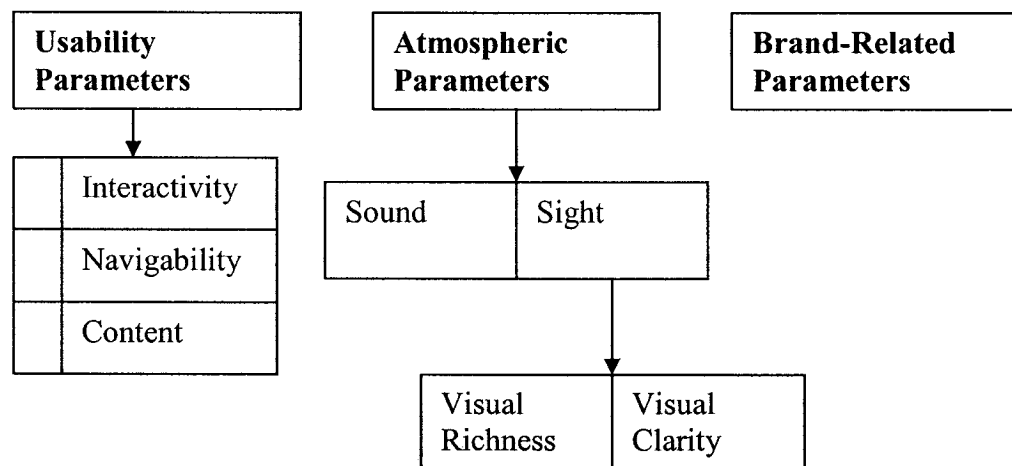 Usability
Parameters
Atmospheric
Parameters
Brand-Related
Parameters
Interactivity
Navigability
Content
Sound
Sight
Visual
Richness
Visual
Clarity